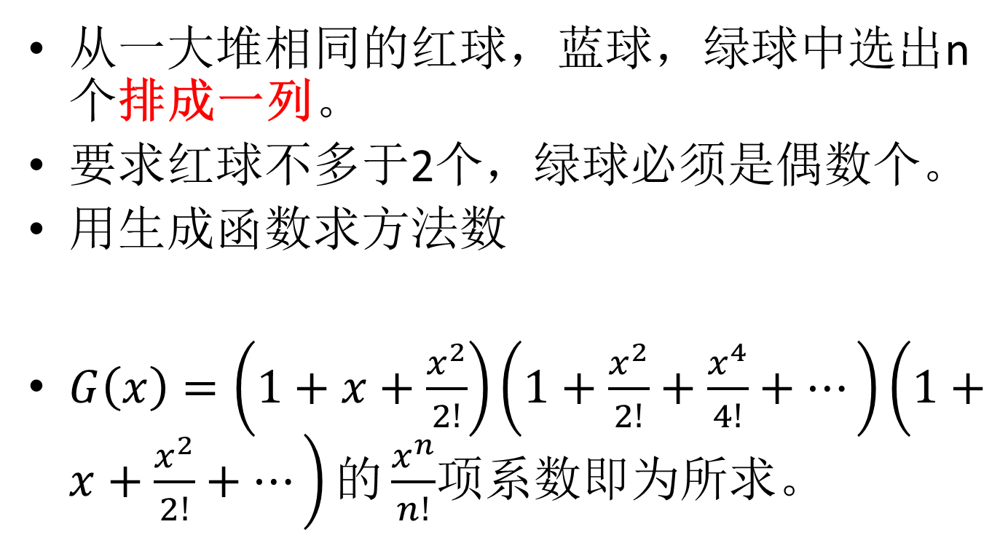 • 从一大堆相同的红球，蓝球，绿球中选出n
个排成一列。
• 要求红球不多于2个，绿球必须是偶数个。
• 用生成函数求方法数
• $G(x) = \left(1 + x + \frac{x^2}{2!}\right)\left(1 + \frac{x^2}{2!} + \frac{x^4}{4!} + \cdots\right)\left(1 +\right.$
$\left.x + \frac{x^2}{2!} + \cdots\right)$ 的 $\frac{x^n}{n!}$项系数即为所求。